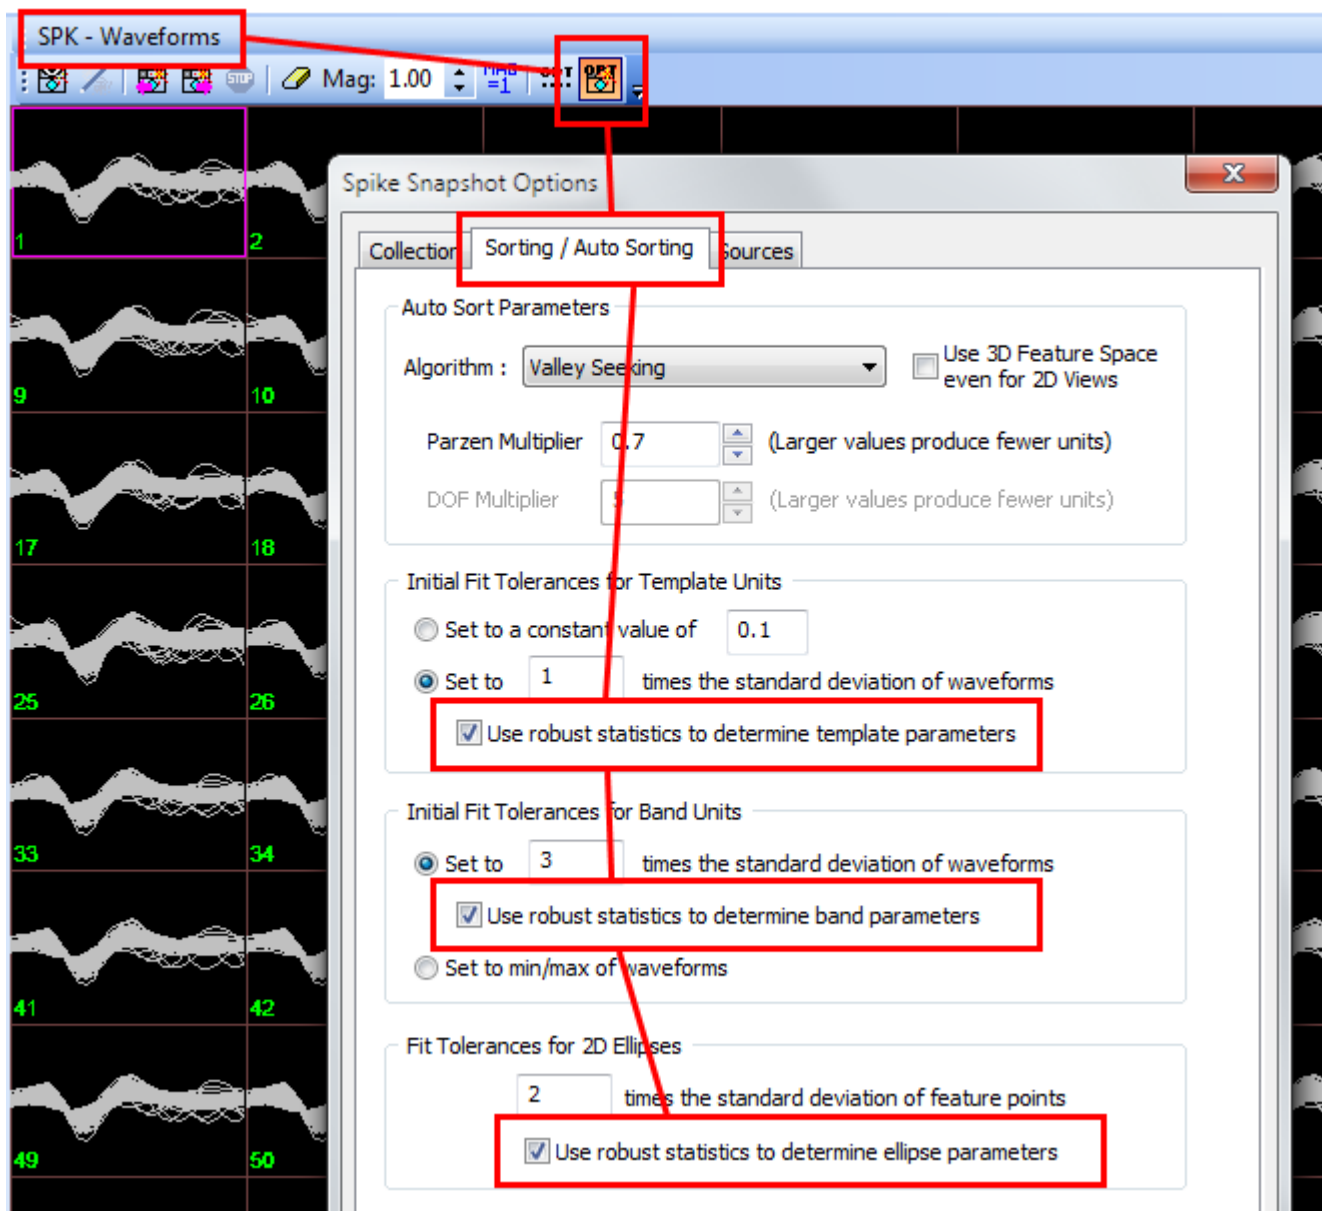 SPK - Waveforms
STOP Mag: 1.00 MAG =1 OPT
Spike Snapshot Options X
Collection Sorting / Auto Sorting Sources
1 2
Auto Sort Parameters
Algorithm : Valley Seeking Use 3D Feature Space
even for 2D Views
9 10
Parzen Multiplier 0.7 (Larger values produce fewer units)
DOF Multiplier 5 (Larger values produce fewer units)
17 18
Initial Fit Tolerances for Template Units
Set to a constant value of 0.1
Set to 1 times the standard deviation of waveforms
25 26
Use robust statistics to determine template parameters
Initial Fit Tolerances for Band Units
33 34
Set to 3 times the standard deviation of waveforms
Use robust statistics to determine band parameters
Set to min/max of waveforms
41 42
Fit Tolerances for 2D Ellipses
2 times the standard deviation of feature points
Use robust statistics to determine ellipse parameters
49 50